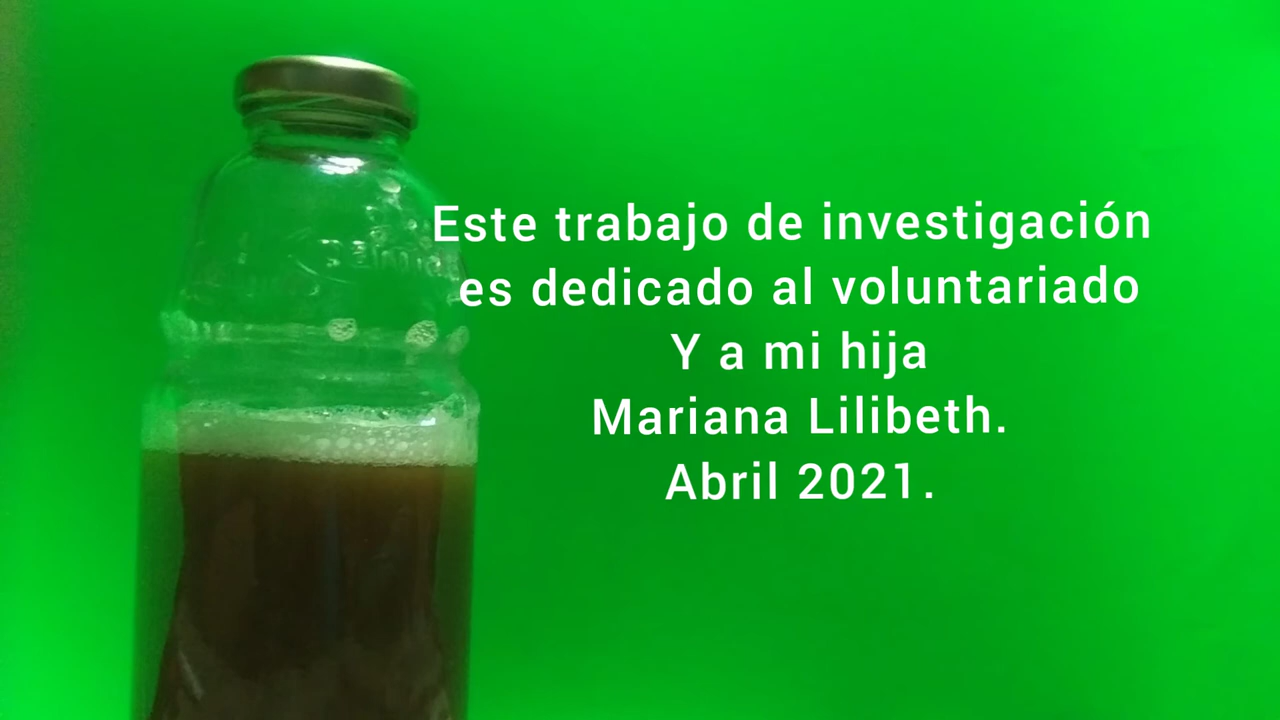 Este trabajo de investigación
es dedicado al voluntariado
Y a mi hija
Mariana Lilibeth.
Abril 2021.